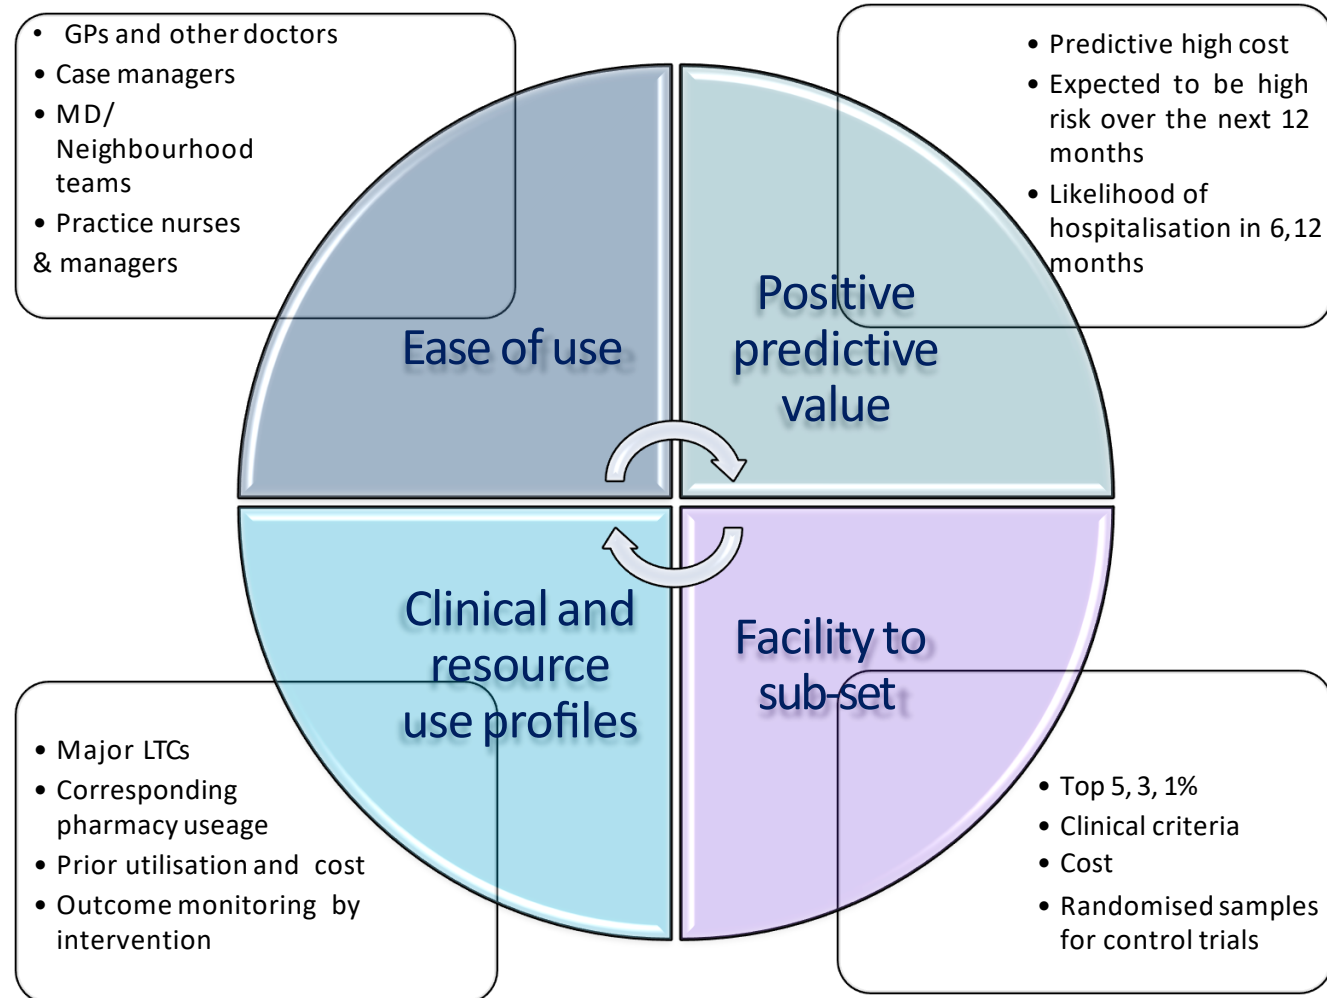 • GPs and other doctors
• Case managers
• MD/
Neighbourhood
teams
• Practice nurses
& managers
• Predictive high cost
• Expected to be high
risk over the next 12
months
• Likelihood of
hospitalisation in 6,12
months
Ease of use
Positive
predictive
value
Clinical and
resource
use profiles
Facility to
sub-set
• Major LTCs
• Corresponding
pharmacy useage
• Prior utilisation and cost
• Outcome monitoring by
intervention
• Top 5, 3, 1%
• Clinical criteria
• Cost
• Randomised samples
for control trials